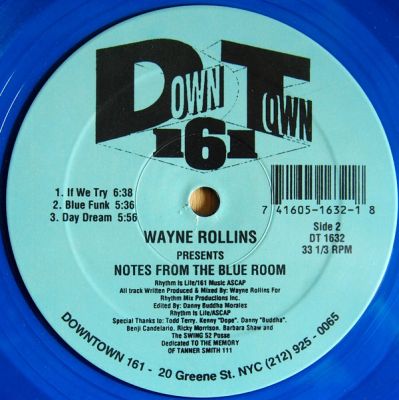 DOWN TOWN
161
1. If We Try 6:38
2. Blue Funk 5:36
3. Day Dream 5:56
7 41605-1632-1 8
Side 2
DT 1632
33 1/3 RPM
WAYNE ROLLINS
PRESENTS
NOTES FROM THE BLUE ROOM
Rhythm Is Life/161 Music ASCAP
All track Written Produced & Mixed By: Wayne Rollins For
Rhythm Mix Productions Inc.
Edited By: Danny Buddha Morales
Rhythm Is Life/ASCAP
Special Thanks to: Todd Terry, Kenny "Dope". Danny "Buddha".
Benji Candelario, Ricky Morrison, Barbara Shaw and
The SWING 52 Posse
Dedicated TO THE MEMORY
OF TANNER SMITH 111
DOWNTOWN 161 - 20 Greene St. NYC (212) 925 - 0065